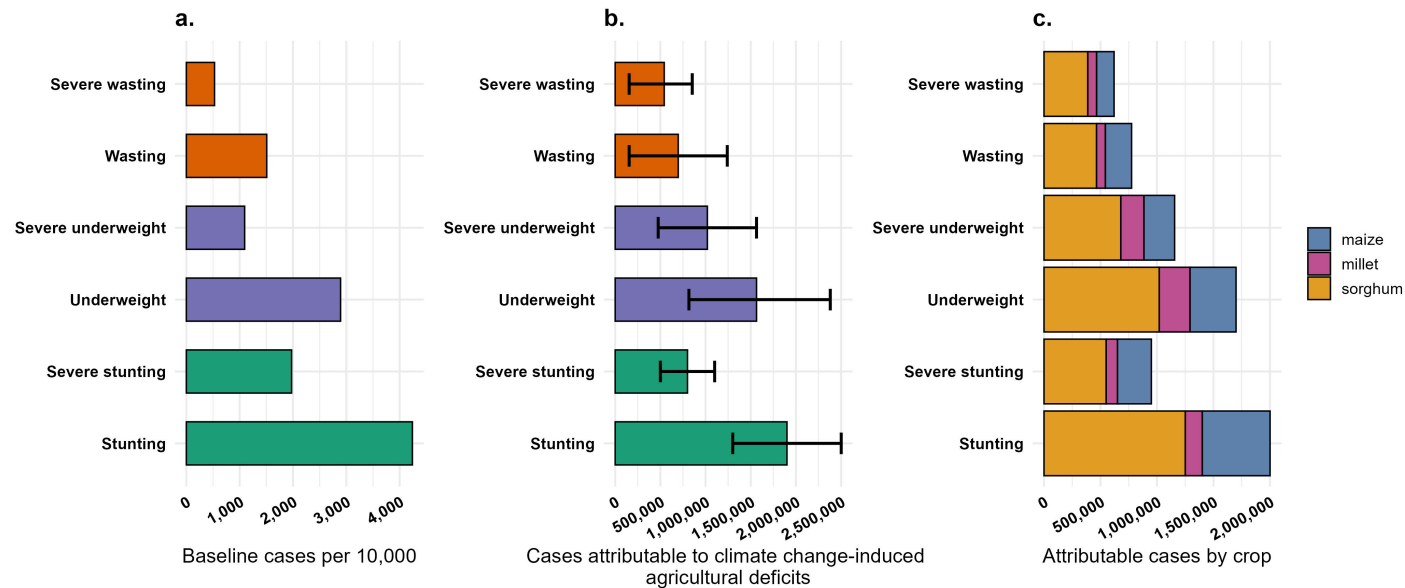 a.
Severe wasting
Wasting
Severe underweight
Underweight
Severe stunting
Stunting
0
1,000
2,000
3,000
4,000
Baseline cases per 10,000
b.
Severe wasting
Wasting
Severe underweight
Underweight
Severe stunting
Stunting
0
500,000
1,000,000
1,500,000
2,000,000
2,500,000
Cases attributable to climate change-induced
agricultural deficits
c.
Severe wasting
Wasting
Severe underweight
Underweight
Severe stunting
Stunting
0
500,000
1,000,000
1,500,000
2,000,000
Attributable cases by crop
maize
millet
sorghum